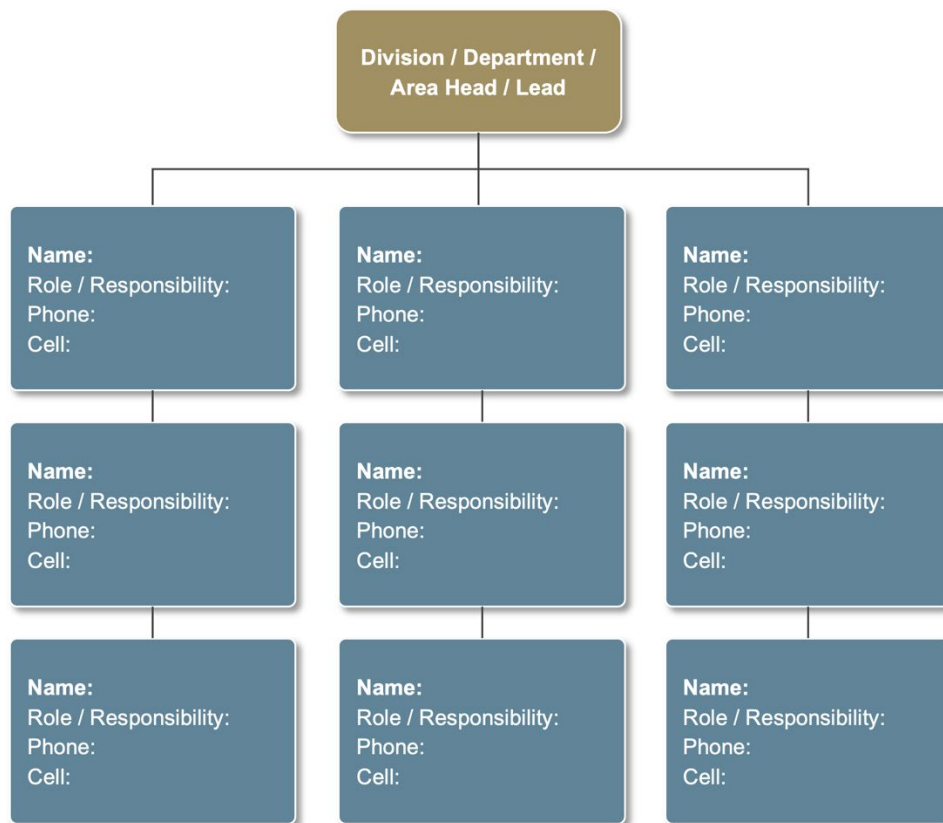 Division / Department /
Area Head / Lead
Name:
Role / Responsibility:
Phone:
Cell:
Name:
Role / Responsibility:
Phone:
Cell:
Name:
Role / Responsibility:
Phone:
Cell:
Name:
Role / Responsibility:
Phone:
Cell:
Name:
Role / Responsibility:
Phone:
Cell:
Name:
Role / Responsibility:
Phone:
Cell:
Name:
Role / Responsibility:
Phone:
Cell:
Name:
Role / Responsibility:
Phone:
Cell:
Name:
Role / Responsibility:
Phone:
Cell: